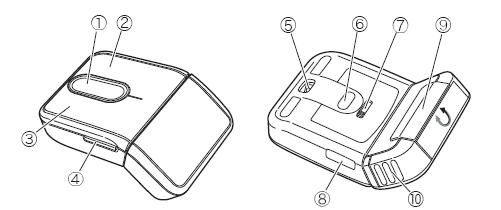 ① ②
③
④
⑤ ⑥ ⑦ ⑨
⑧ ⑩